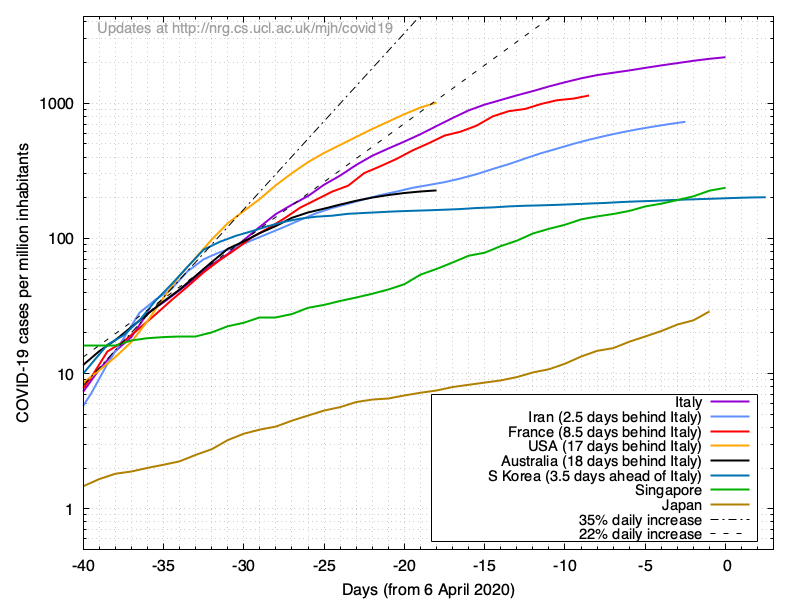 Updates at http://nrg.cs.ucl.ac.uk/mjh/covid19
COVID-19 cases per million inhabitants
1000
100
10
1
Italy
Iran (2.5 days behind Italy)
France (8.5 days behind Italy)
USA (17 days behind Italy)
Australia (18 days behind Italy)
S Korea (3.5 days ahead of Italy)
Singapore
Japan
35% daily increase
22% daily increase
-40 -35 -30 -25 -20 -15 -10 -5 0
Days (from 6 April 2020)